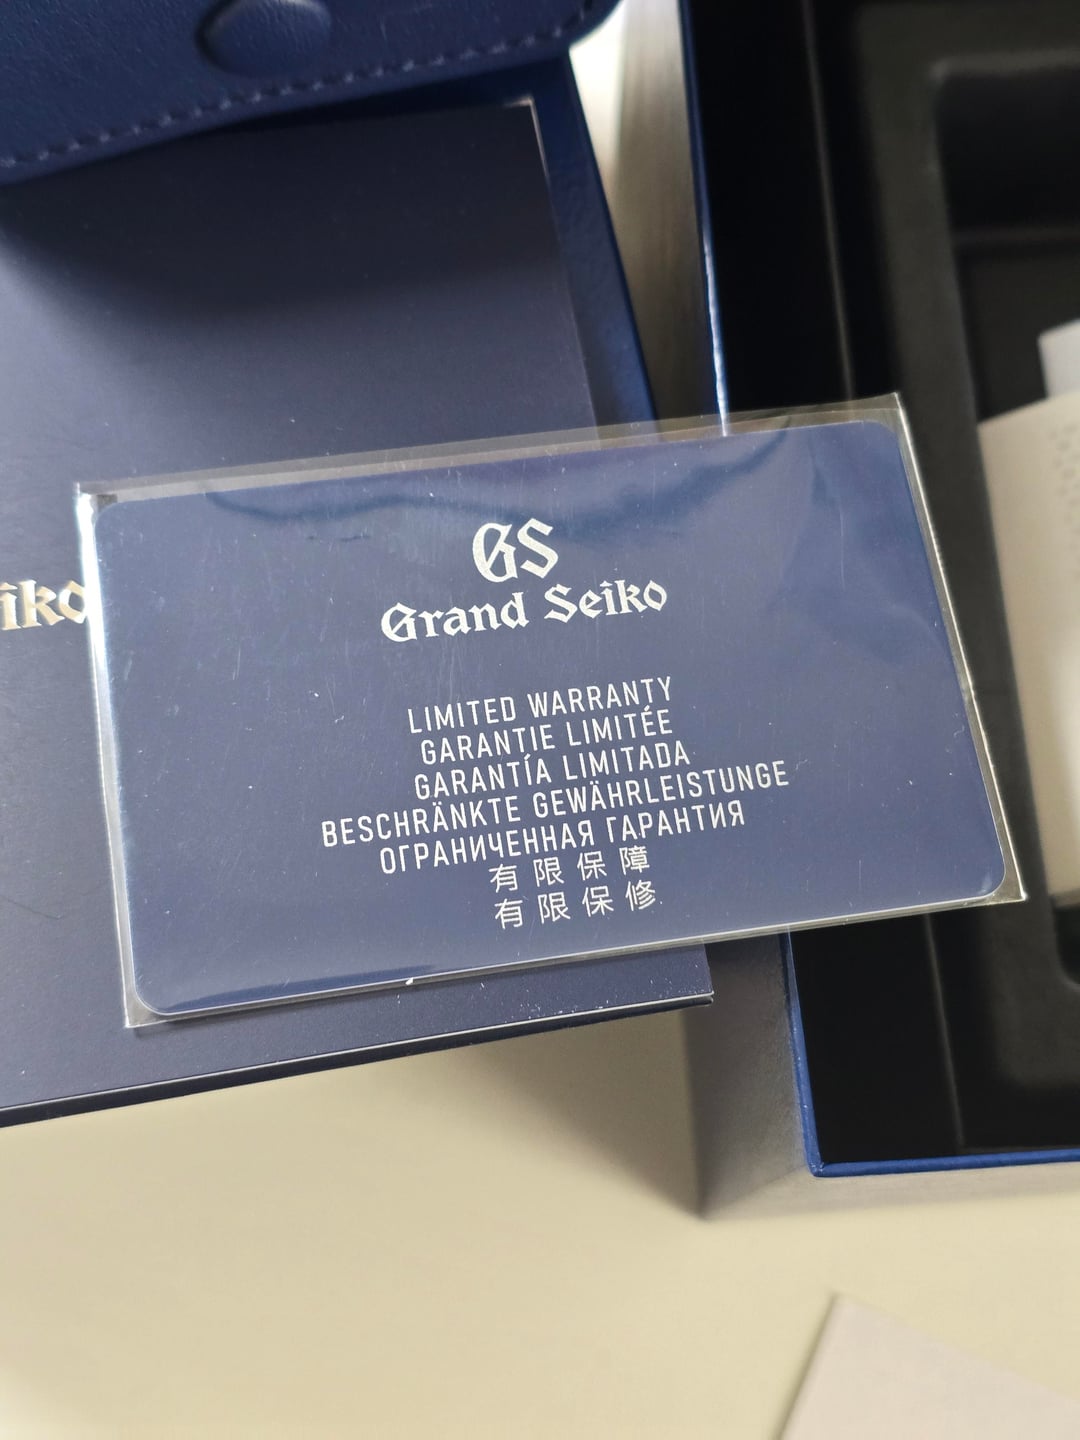 GS
Grand Seiko
LIMITED WARRANTY
GARANTIE LIMITÉE
GARANTÍA LIMITADA
BESCHRÄNKTE GEWÄHRLEISTUNGE
ОГРАНИЧЕННАЯ ГАРАНТИЯ
有限保障
有限保修
iko